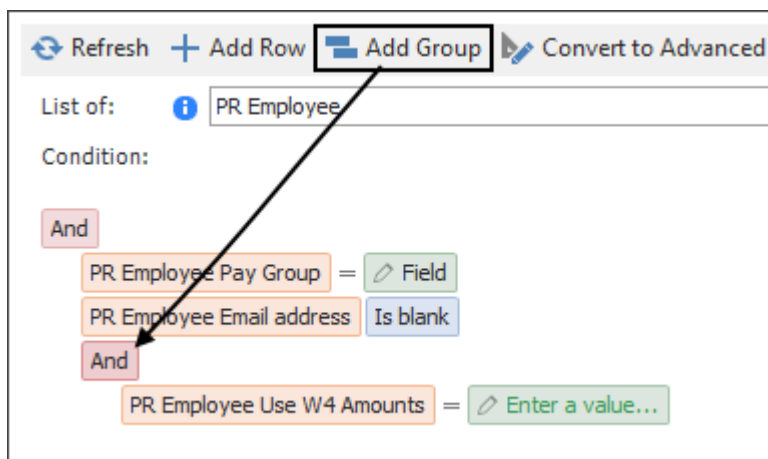 Refresh Add Row Add Group Convert to Advanced
List of: i PR Employee
Condition:
And
PR Employee Pay Group = Field
PR Employee Email address Is blank
And
PR Employee Use W4 Amounts = Enter a value...